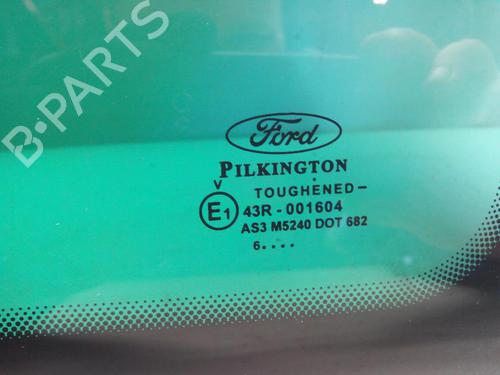 B-PARTS
Ford
PILKINGTON
V
TOUGHENED-
E1 43R - 001604
AS3 M5240 DOT 682
6....